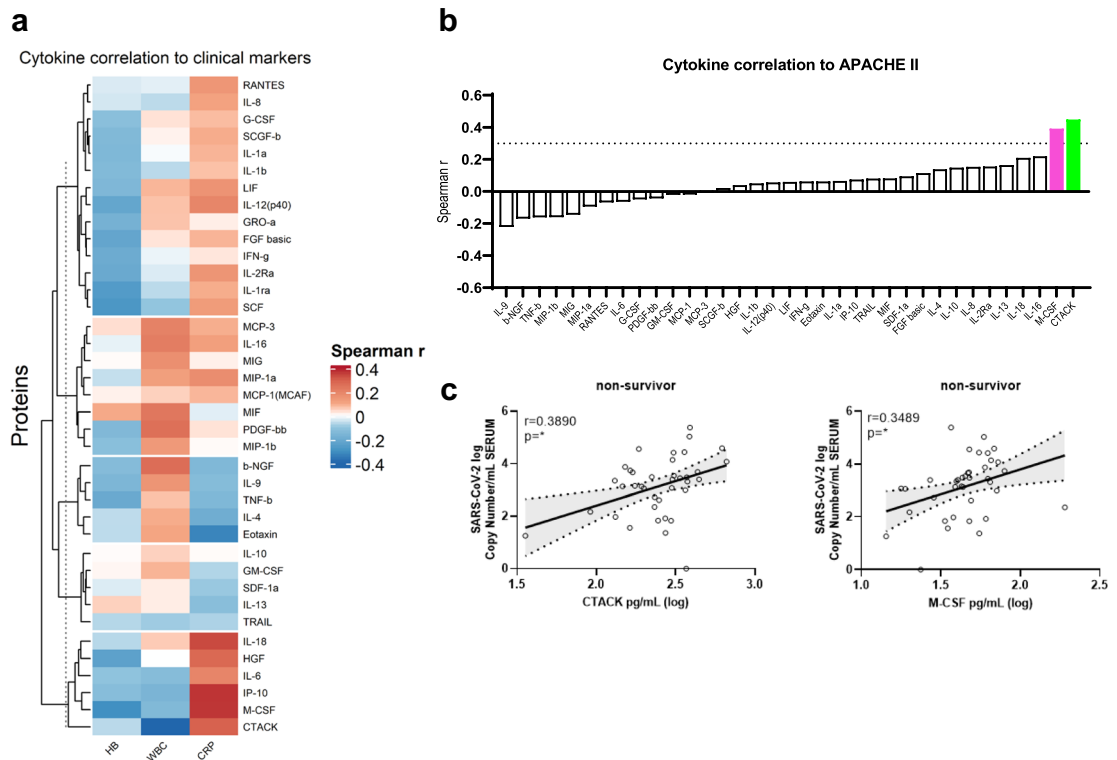 a
Cytokine correlation to clinical markers
Proteins
RANTES
IL-8
G-CSF
SCGF-b
IL-1a
IL-1b
LIF
IL-12(p40)
GRO-a
FGF basic
IFN-g
IL-2Ra
IL-1ra
SCF
MCP-3
IL-16
MIG
MIP-1a
MCP-1(MCAF)
MIF
PDGF-bb
MIP-1b
b-NGF
IL-9
TNF-b
IL-4
Eotaxin
IL-10
GM-CSF
SDF-1a
IL-13
TRAIL
IL-18
HGF
IL-6
IP-10
M-CSF
CTACK
HB
WBC
CRP
Spearman r
0.4
0.2
0
-0.2
-0.4
b
Cytokine correlation to APACHE II
Spearman r
0.6
0.4
0.2
0.0
-0.2
-0.4
-0.6
IL-9
b-NGF
TNF-b
MIP-1b
MIG
MIP-1a
RANTES
IL-6
G-CSF
PDGF-bb
GM-CSF
MCP-1
MCP-3
SCGF-b
HGF
IL-1b
IL-12(p40)
LIF
IFN-g
Eotaxin
IL-1a
IP-10
TRAIL
MIF
SDF-1a
FGF basic
IL-4
IL-10
IL-8
IL-2Ra
IL-13
IL-18
IL-16
M-CSF
CTACK
c
non-survivor
r=0.3890
p=*
SARS-CoV-2 log
Copy Number/mL SERUM
6
4
2
0
1.5
2.0
2.5
3.0
CTACK pg/mL (log)
non-survivor
r=0.3489
p=*
SARS-CoV-2 log
Copy Number/mL SERUM
6
4
2
0
1.0
1.5
2.0
2.5
M-CSF pg/mL (log)